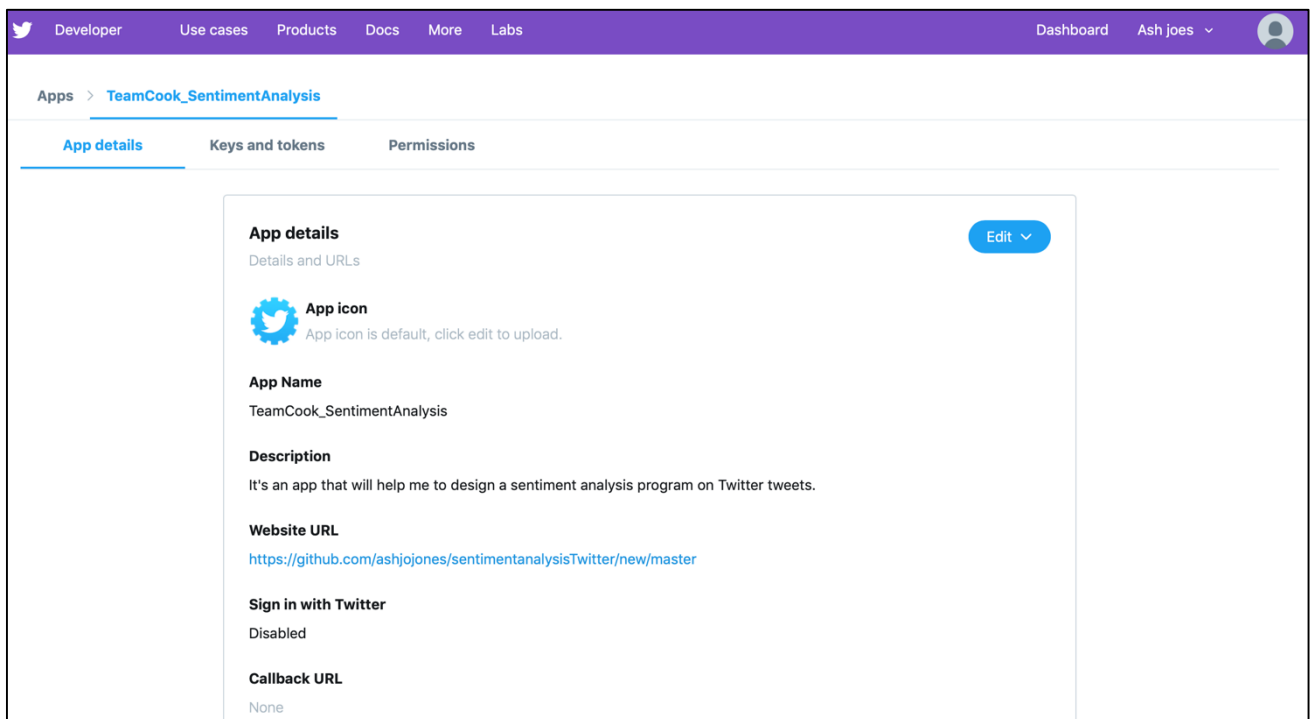 Developer Use cases Products Docs More Labs Dashboard Ash joes
Apps > TeamCook_SentimentAnalysis
App details Keys and tokens Permissions
App details
Edit
Details and URLs
App icon
App icon is default, click edit to upload.
App Name
TeamCook_SentimentAnalysis
Description
It's an app that will help me to design a sentiment analysis program on Twitter tweets.
Website URL
https://github.com/ashjojones/sentimentanalysisTwitter/new/master
Sign in with Twitter
Disabled
Callback URL
None